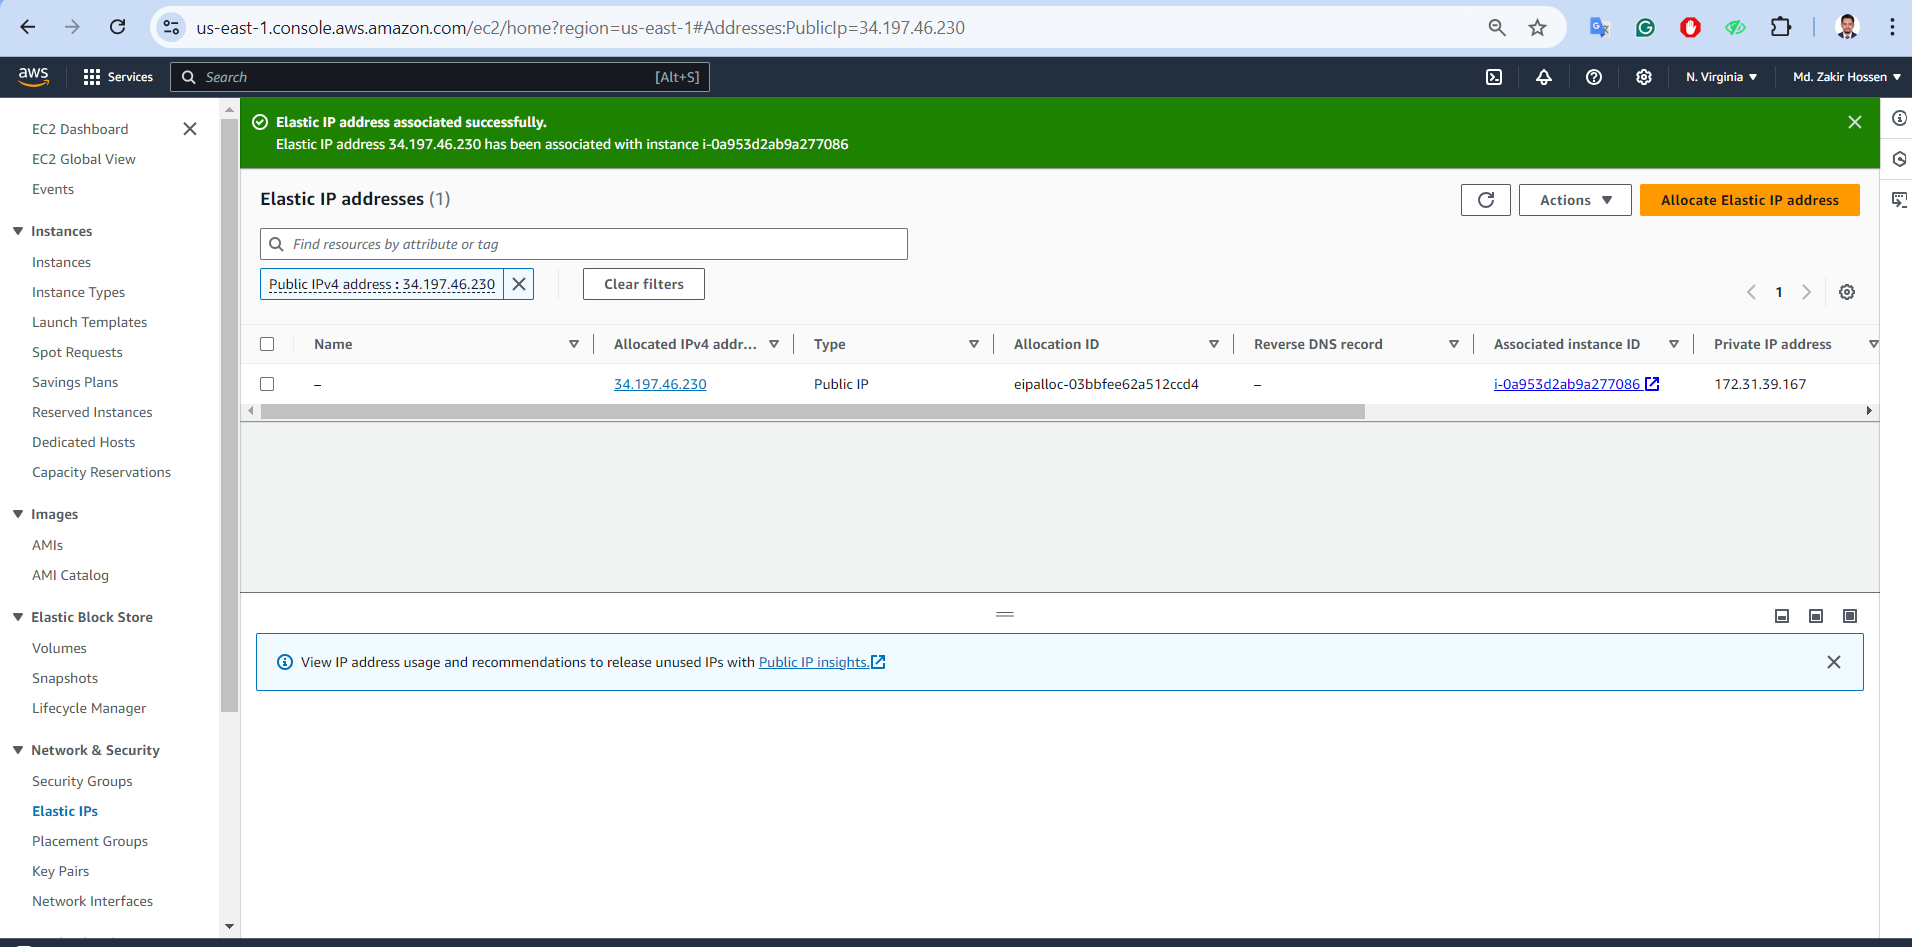 us-east-1.console.aws.amazon.com/ec2/home?region=us-east-1#Addresses:PublicIp=34.197.46.230
aws
Services
Search
[Alt+S]
N. Virginia
Md. Zakir Hossen
EC2 Dashboard
EC2 Global View
Events
Instances
Instances
Instance Types
Launch Templates
Spot Requests
Savings Plans
Reserved Instances
Dedicated Hosts
Capacity Reservations
Images
AMIs
AMI Catalog
Elastic Block Store
Volumes
Snapshots
Lifecycle Manager
Network & Security
Security Groups
Elastic IPs
Placement Groups
Key Pairs
Network Interfaces
Elastic IP address associated successfully.
Elastic IP address 34.197.46.230 has been associated with instance i-0a953d2ab9a277086
Elastic IP addresses (1)
Actions
Allocate Elastic IP address
Find resources by attribute or tag
Public IPv4 address : 34.197.46.230
Clear filters
1
Name
Allocated IPv4 addr...
Type
Allocation ID
Reverse DNS record
Associated instance ID
Private IP address
–
34.197.46.230
Public IP
eipalloc-03bbfee62a512ccd4
–
i-0a953d2ab9a277086
172.31.39.167
View IP address usage and recommendations to release unused IPs with Public IP insights.